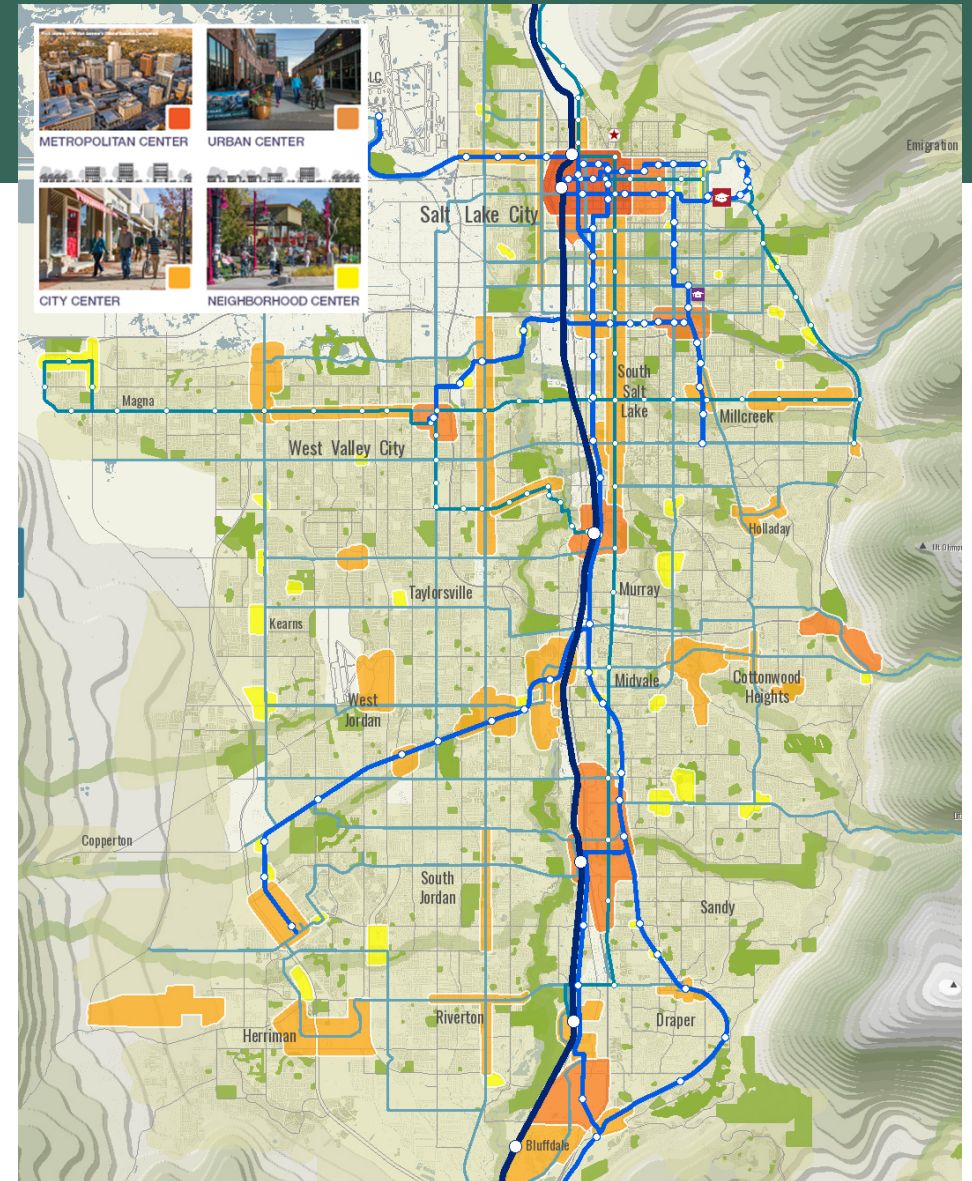 METROPOLITAN CENTER
URBAN CENTER
CITY CENTER
NEIGHBORHOOD CENTER
Emigration
Salt Lake City
South
Salt
Lake
Magna
Millcreek
West Valley City
Holladay
Taylorsville
Murray
Kearns
Midvale
Cottonwood
Heights
West
Jordan
Copperton
South
Jordan
Sandy
Riverton
Draper
Herriman
Bluffdale